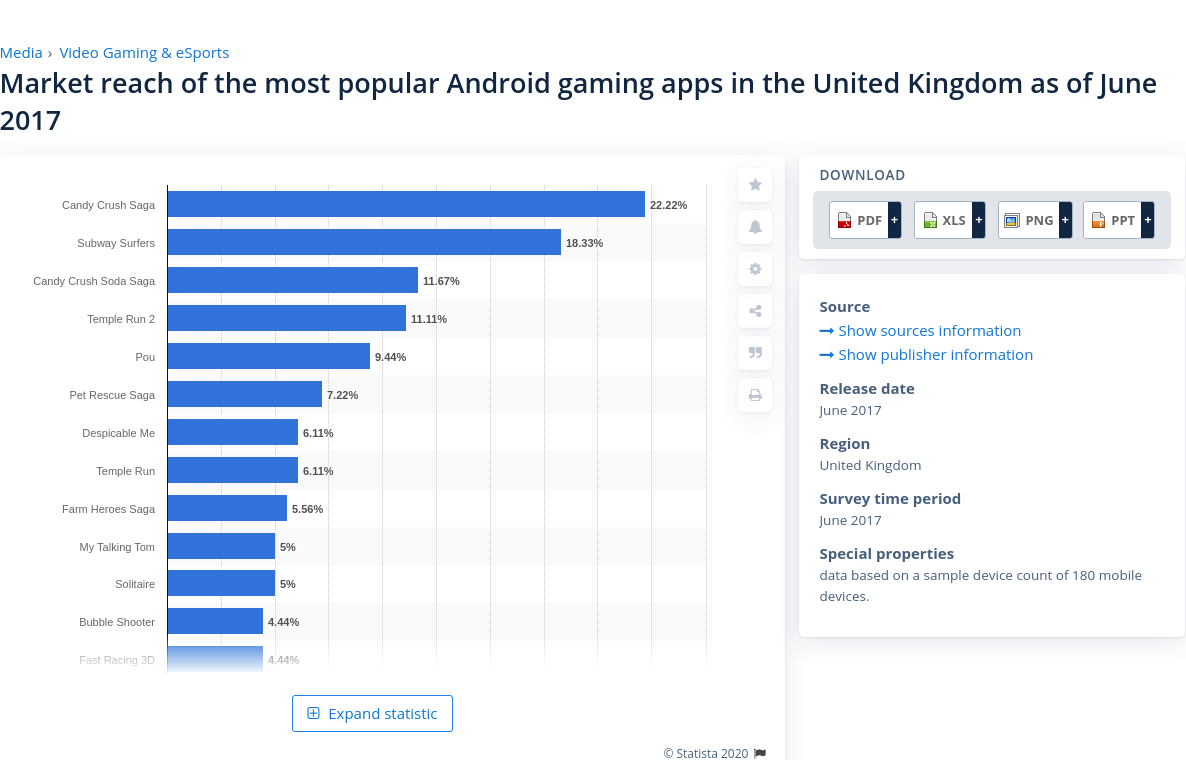 Media › Video Gaming & eSports
Market reach of the most popular Android gaming apps in the United Kingdom as of June
2017
Candy Crush Saga 22.22%
Subway Surfers 18.33%
Candy Crush Soda Saga 11.67%
Temple Run 2 11.11%
Pou 9.44%
Pet Rescue Saga 7.22%
Despicable Me 6.11%
Temple Run 6.11%
Farm Heroes Saga 5.56%
My Talking Tom 5%
Solitaire 5%
Bubble Shooter 4.44%
Fast Racing 3D 4.44%
Expand statistic
© Statista 2020
DOWNLOAD
PDF + XLS + PNG + PPT +
Source
Show sources information
Show publisher information
Release date
June 2017
Region
United Kingdom
Survey time period
June 2017
Special properties
data based on a sample device count of 180 mobile
devices.